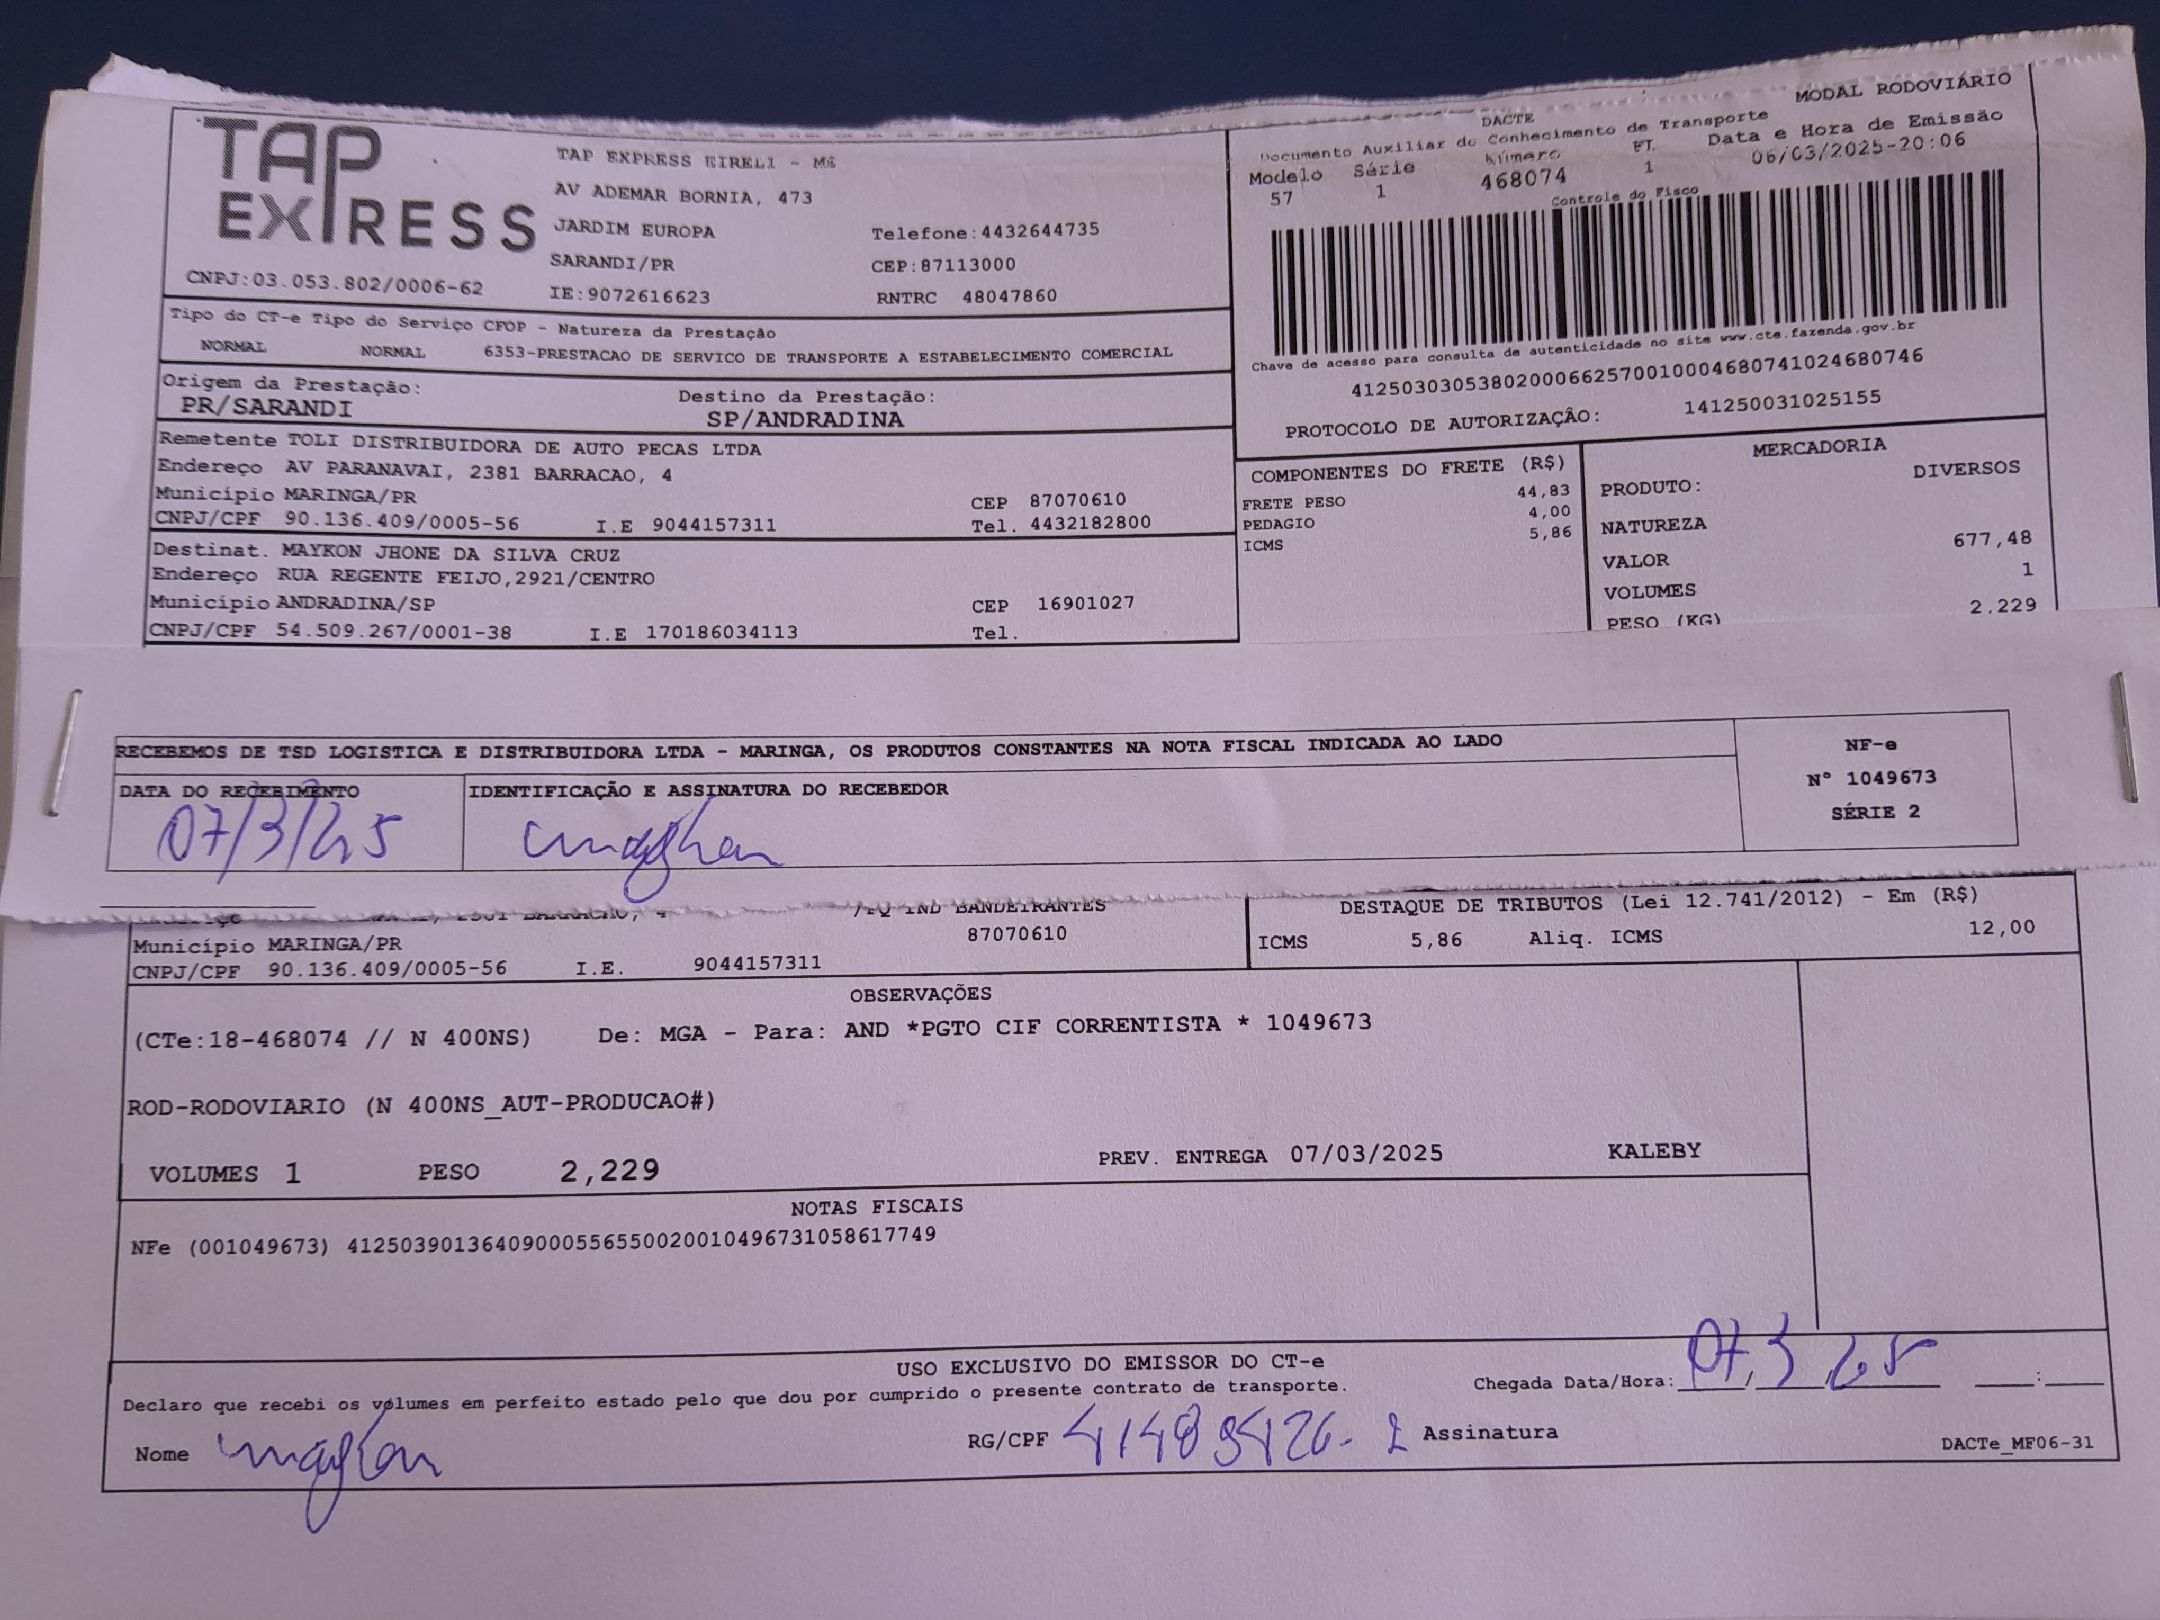 TAP EXPRESS
TAP EXPRESS EIRELI - ME
AV ADEMAR BORNIA, 473
JARDIM EUROPA Telefone:4432644735
SARANDI/PR CEP:87113000
CNPJ:03.053.802/0006-62 IE:9072616623 RNTRC 48047860
MODAL RODOVIÁRIO
DACTE
Documento Auxiliar do Conhecimento de Transporte
Modelo Série Número FL Data e Hora de Emissão
57 1 468074 1 06/03/2025-20:06
Controle do Fisco
Chave de acesso para consulta de autenticidade no site www.cte.fazenda.gov.br
41250303053802000662570010004680741024680746
PROTOCOLO DE AUTORIZAÇÃO: 141250031025155
Tipo do CT-e Tipo do Serviço CFOP - Natureza da Prestação
NORMAL NORMAL 6353-PRESTACAO DE SERVICO DE TRANSPORTE A ESTABELECIMENTO COMERCIAL
Origem da Prestação: Destino da Prestação:
PR/SARANDI SP/ANDRADINA
Remetente TOLI DISTRIBUIDORA DE AUTO PECAS LTDA
Endereço AV PARANAVAI, 2381 BARRACAO, 4
Município MARINGA/PR CEP 87070610
CNPJ/CPF 90.136.409/0005-56 I.E 9044157311 Tel. 4432182800
Destinat. MAYKON JHONE DA SILVA CRUZ
Endereço RUA REGENTE FEIJO,2921/CENTRO
Município ANDRADINA/SP CEP 16901027
CNPJ/CPF 54.509.267/0001-38 I.E 170186034113 Tel.
COMPONENTES DO FRETE (R$)
FRETE PESO 44,83
PEDAGIO 4,00
ICMS 5,86
MERCADORIA
PRODUTO: DIVERSOS
NATUREZA
VALOR 677,48
VOLUMES 1
PESO (KG) 2,229
RECEBEMOS DE TSD LOGISTICA E DISTRIBUIDORA LTDA - MARINGA, OS PRODUTOS CONSTANTES NA NOTA FISCAL INDICADA AO LADO
DATA DO RECEBIMENTO IDENTIFICAÇÃO E ASSINATURA DO RECEBEDOR
07/3/25
NF-e
Nº 1049673
SÉRIE 2
BANDEIRANTES
Município MARINGA/PR 87070610
CNPJ/CPF 90.136.409/0005-56 I.E. 9044157311
DESTAQUE DE TRIBUTOS (Lei 12.741/2012) - Em (R$)
ICMS 5,86 Aliq. ICMS 12,00
OBSERVAÇÕES
(CTe:18-468074 // N 400NS) De: MGA - Para: AND *PGTO CIF CORRENTISTA * 1049673
ROD-RODOVIARIO (N 400NS_AUT-PRODUCAO#)
VOLUMES 1 PESO 2,229 PREV. ENTREGA 07/03/2025 KALEBY
NOTAS FISCAIS
NFe (001049673) 41250390136409000556550020010496731058617749
USO EXCLUSIVO DO EMISSOR DO CT-e
Declaro que recebi os volumes em perfeito estado pelo que dou por cumprido o presente contrato de transporte. Chegada Data/Hora: 07, 3, 25 :
Nome RG/CPF Assinatura
DACTe_MF06-31